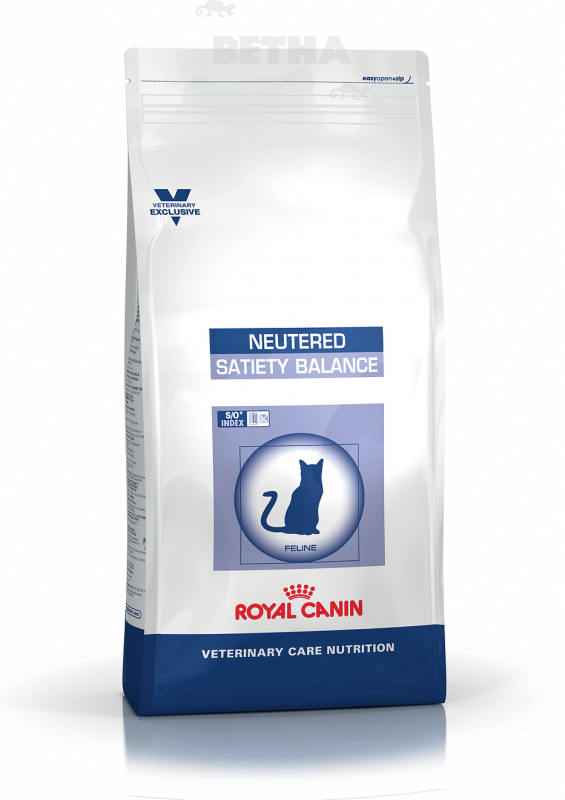 BETHA
easyopen+zip
VETERINARY
EXCLUSIVE
NEUTERED
SATIETY BALANCE
S/O*
INDEX
FELINE
ROYAL CANIN
VETERINARY CARE NUTRITION